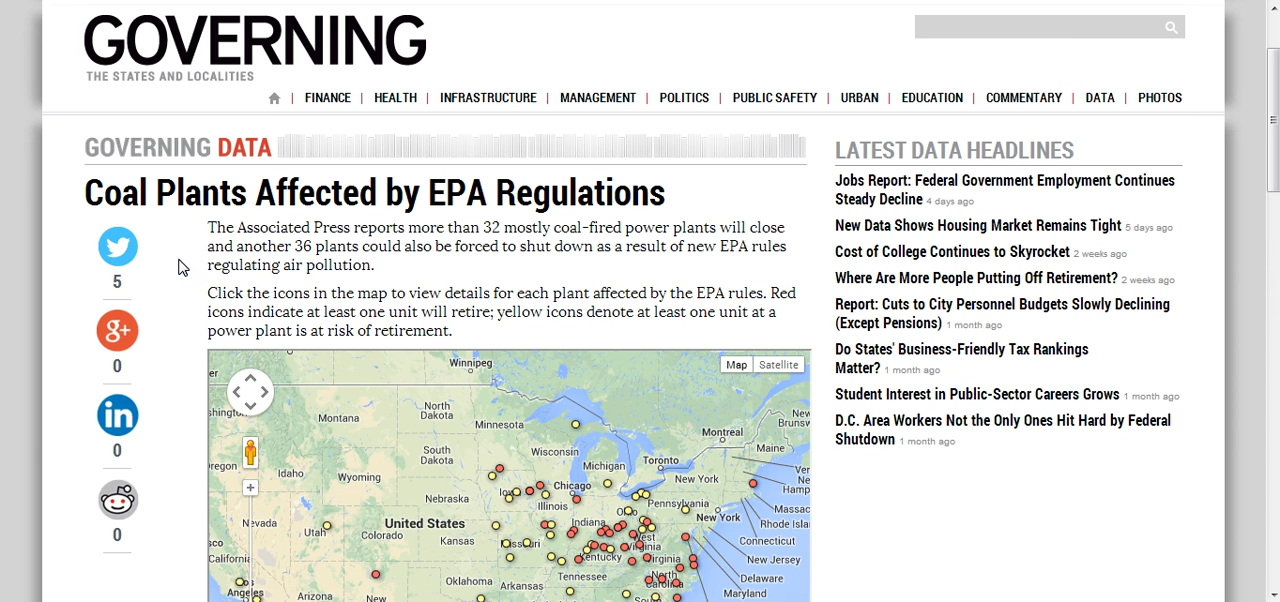 GOVERNING
THE STATES AND LOCALITIES
FINANCE | HEALTH | INFRASTRUCTURE | MANAGEMENT | POLITICS | PUBLIC SAFETY | URBAN | EDUCATION | COMMENTARY | DATA | PHOTOS
GOVERNING DATA
Coal Plants Affected by EPA Regulations
5
0
0
0
The Associated Press reports more than 32 mostly coal-fired power plants will close
and another 36 plants could also be forced to shut down as a result of new EPA rules
regulating air pollution.
Click the icons in the map to view details for each plant affected by the EPA rules. Red
icons indicate at least one unit will retire; yellow icons denote at least one unit at a
power plant is at risk of retirement.
Map
Satellite
Winnipeg
Montana
North
Dakota
Minnesota
Montreal
Maine
South
Dakota
Wisconsin
Michigan
Toronto
Idaho
Wyoming
New York
Nebraska
Chicago
Illinois
Pennsylvania
New York
Nevada
Utah
Colorado
United States
Kansas
Indiana
Rhode Island
Connecticut
Kentucky
New Jersey
Oklahoma
Tennessee
Delaware
Arkansas
North
Carolina
Maryland
Angeles
Arizona
New
LATEST DATA HEADLINES
Jobs Report: Federal Government Employment Continues
Steady Decline 4 days ago
New Data Shows Housing Market Remains Tight 5 days ago
Cost of College Continues to Skyrocket 2 weeks ago
Where Are More People Putting Off Retirement? 2 weeks ago
Report: Cuts to City Personnel Budgets Slowly Declining
(Except Pensions) 1 month ago
Do States' Business-Friendly Tax Rankings
Matter? 1 month ago
Student Interest in Public-Sector Careers Grows 1 month ago
D.C. Area Workers Not the Only Ones Hit Hard by Federal
Shutdown 1 month ago